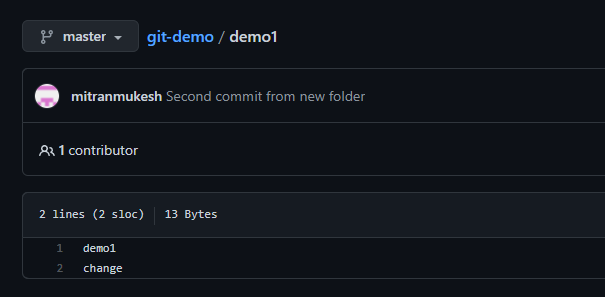 master git-demo / demo1
mitranmukesh Second commit from new folder
1 contributor
2 lines (2 sloc) 13 Bytes
1 demo1
2 change